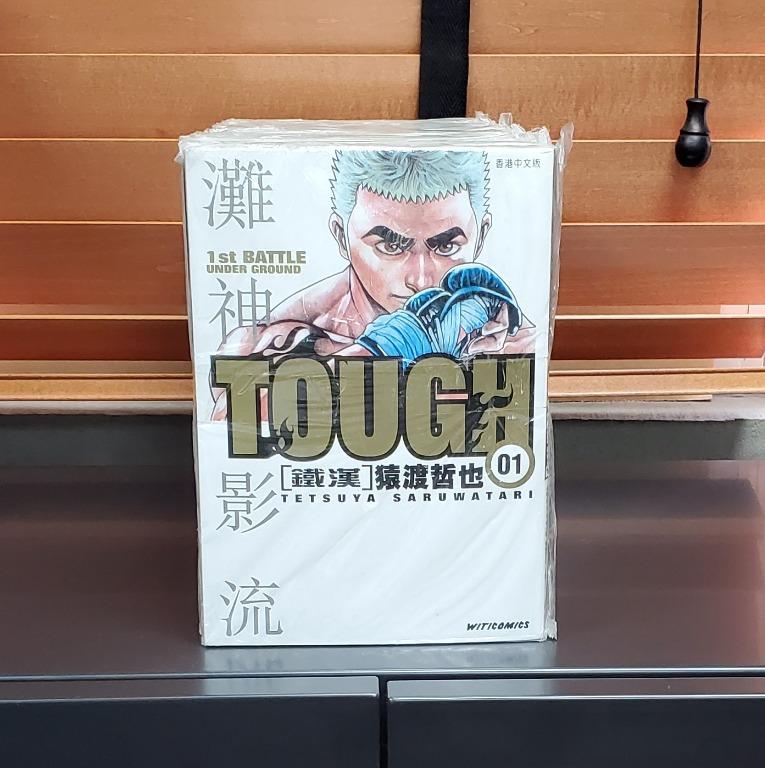 香港中文版
灘神影流
1st BATTLE
UNDER GROUND
TOUGH
01
[鐵漢]猿渡哲也
TETSUYA SARUWATARI
WITICOMICS